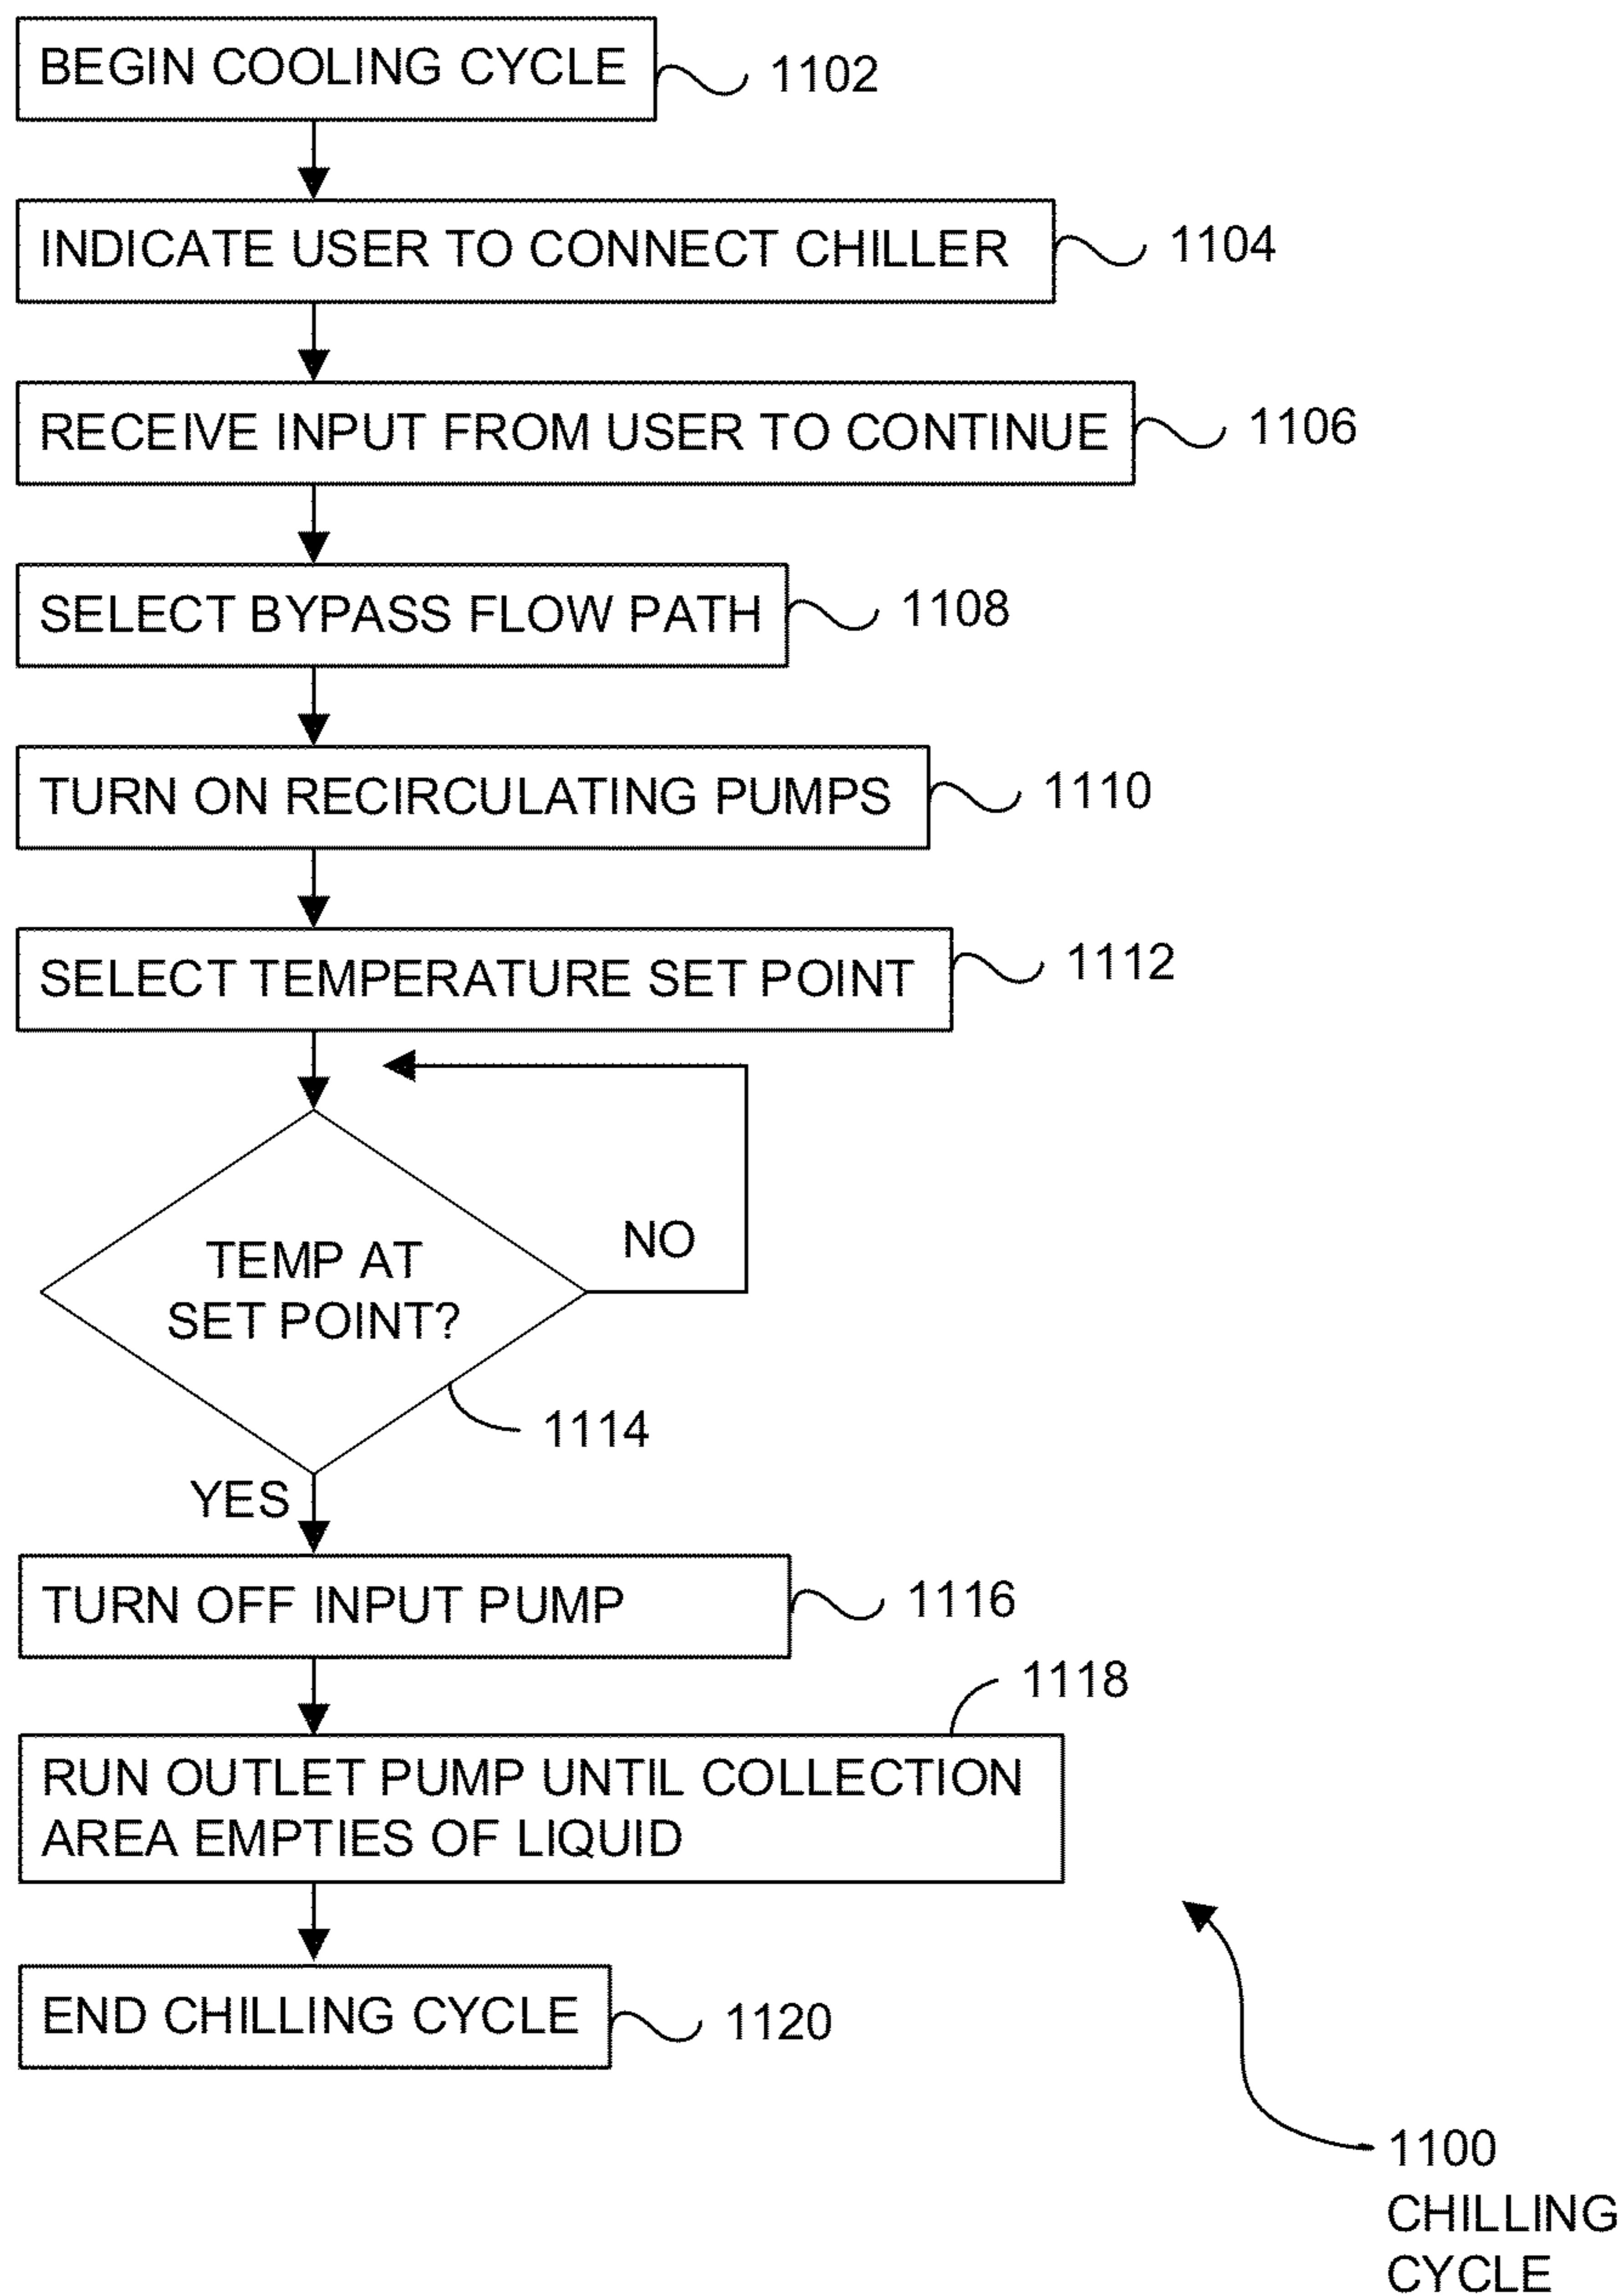 BEGIN COOLING CYCLE
1102
INDICATE USER TO CONNECT CHILLER
1104
RECEIVE INPUT FROM USER TO CONTINUE
1106
SELECT BYPASS FLOW PATH
1108
TURN ON RECIRCULATING PUMPS
1110
SELECT TEMPERATURE SET POINT
1112
TEMP AT
SET POINT?
NO
1114
YES
TURN OFF INPUT PUMP
1116
1118
RUN OUTLET PUMP UNTIL COLLECTION
AREA EMPTIES OF LIQUID
END CHILLING CYCLE
1120
1100
CHILLING
CYCLE